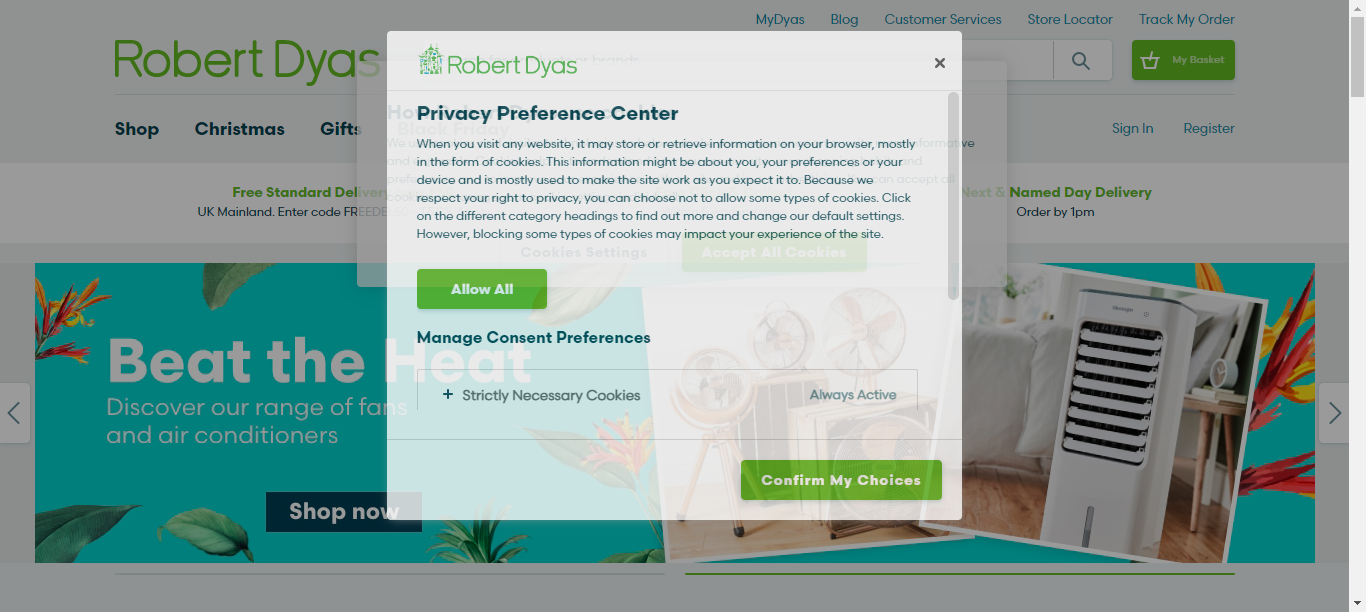 MyDyas Blog Customer Services Store Locator Track My Order
Robert Dyas
My Basket
Shop Christmas Gifts Black Friday
Sign In Register
Free Standard Delivery
UK Mainland. Enter code FREEDEL
Next & Named Day Delivery
Order by 1pm
Robert Dyas
Privacy Preference Center
When you visit any website, it may store or retrieve information on your browser, mostly
in the form of cookies. This information might be about you, your preferences or your
device and is mostly used to make the site work as you expect it to. Because we
respect your right to privacy, you can choose not to allow some types of cookies. Click
on the different category headings to find out more and change our default settings.
However, blocking some types of cookies may impact your experience of the site.
Cookies Settings Accept All Cookies
Allow All
Manage Consent Preferences
+ Strictly Necessary Cookies Always Active
Confirm My Choices
Beat the Heat
Discover our range of fans
and air conditioners
Shop now